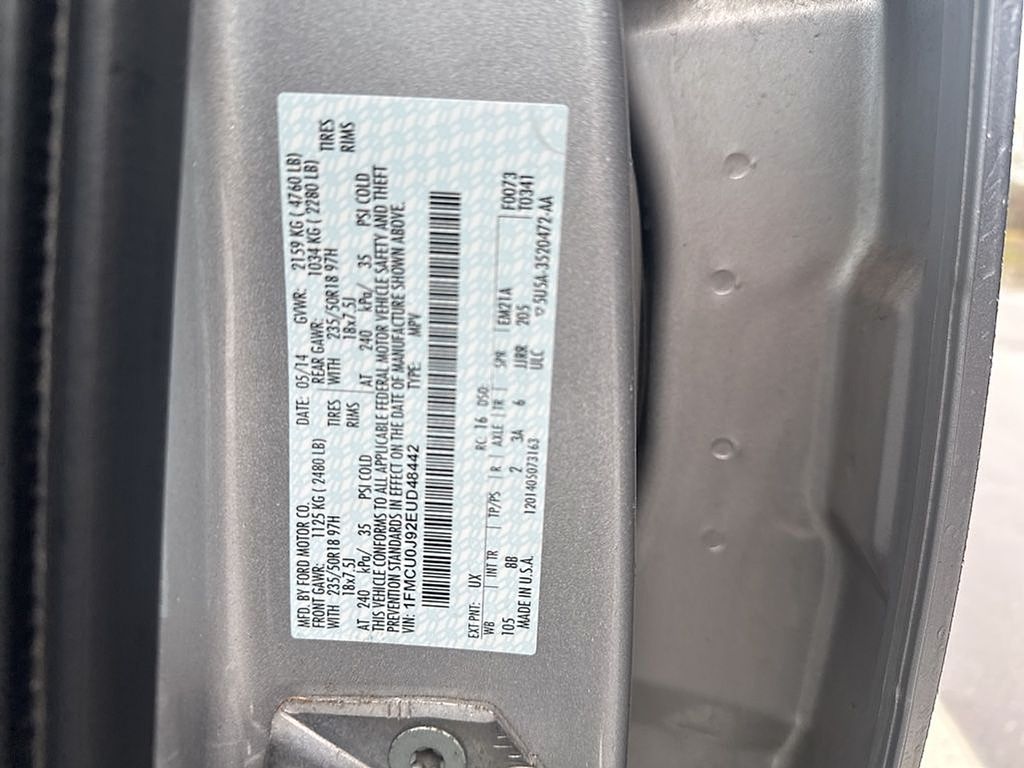 MFD. BY FORD MOTOR CO. DATE: 05/14 GVWR: 2159 KG ( 4760 LB)
FRONT GAWR: 1125 KG ( 2480 LB) REAR GAWR: 1034 KG ( 2280 LB)
WITH 235/50R18 97H TIRES WITH 235/50R18 97H TIRES
18x7.5J RIMS 18x7.5J RIMS
AT 240 kPa/ 35 PSI COLD AT 240 kPa/ 35 PSI COLD
THIS VEHICLE CONFORMS TO ALL APPLICABLE FEDERAL MOTOR VEHICLE SAFETY AND THEFT
PREVENTION STANDARDS IN EFFECT ON THE DATE OF MANUFACTURE SHOWN ABOVE.
VIN: 1FMCU0J92EUD48442 TYPE: MPV
EXT PNT: UX RC: 16 DSO: F0073
WB INT TR TP/PS R AXLE TR SPR EM21A T0341
105 8B 2 3A 6 JJRR 205
MADE IN U.S.A. 1201405073163 ULC 5U5A-3520472-AA